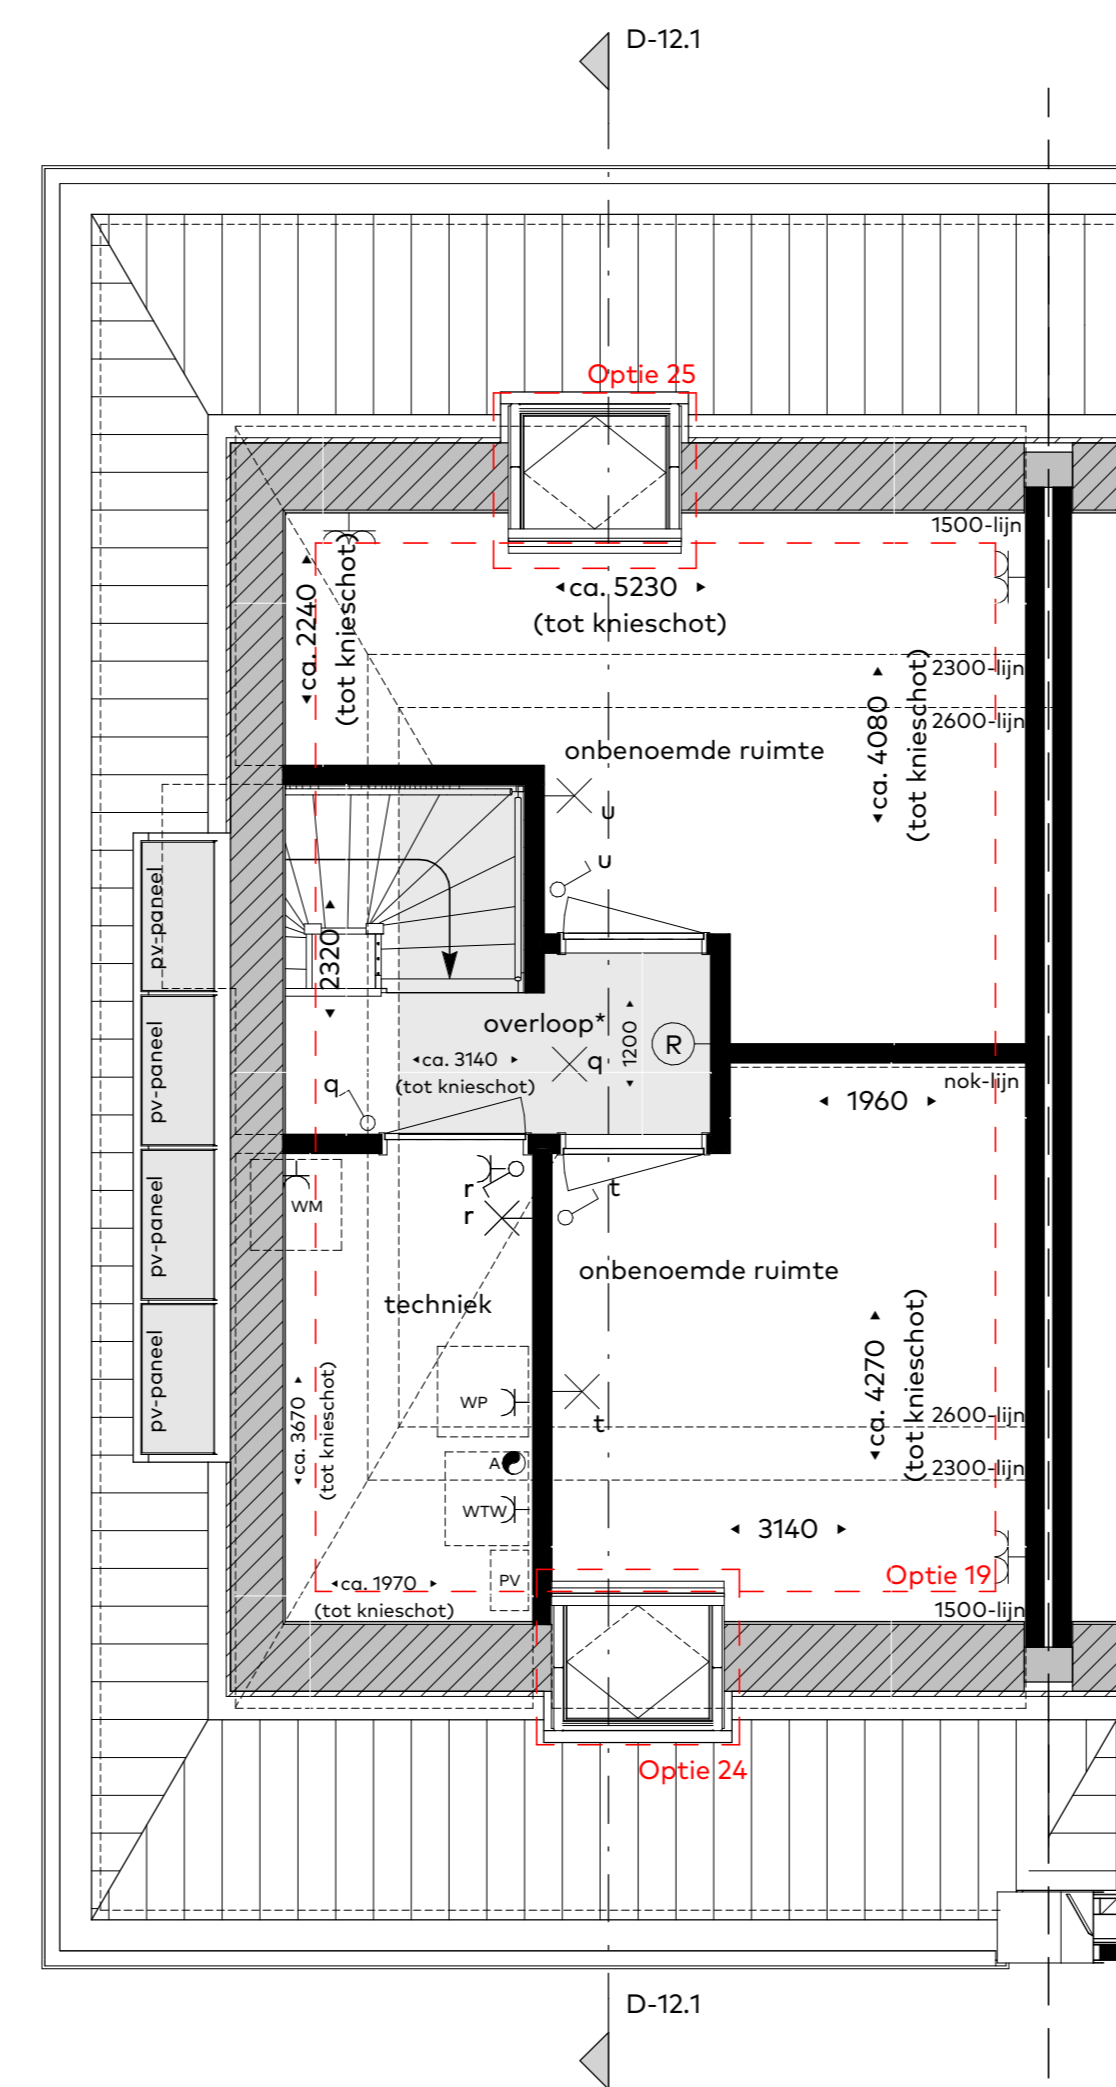 D-12.1
Optie 25
1500-lijn
ca. 5230
(tot knieschot)
ca. 2240
(tot knieschot)
2300-lijn
2600-lijn
ca. 4080
(tot knieschot)
onbenoemde ruimte
u
u
pv-paneel
pv-paneel
pv-paneel
pv-paneel
2320
overloop*
ca. 3140
(tot knieschot)
q
1200
R
q
nok-lijn
1960
WM
r
r
t
onbenoemde ruimte
techniek
ca. 3670
(tot knieschot)
WP
t
ca. 4270
(tot knieschot)
2600-lijn
2300-lijn
A
WTW
3140
PV
ca. 1970
(tot knieschot)
Optie 19
1500-lijn
Optie 24
D-12.1